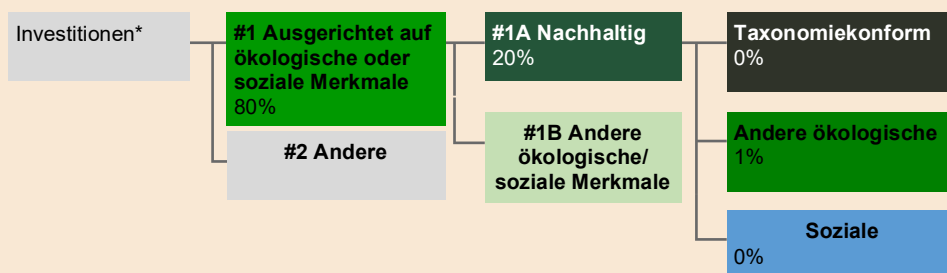 Investitionen*
#1 Ausgerichtet auf
ökologische oder
soziale Merkmale
80%
#2 Andere
#1A Nachhaltig
20%
#1B Andere
ökologische/
soziale Merkmale
Taxonomiekonform
0%
Andere ökologische
1%
Soziale
0%